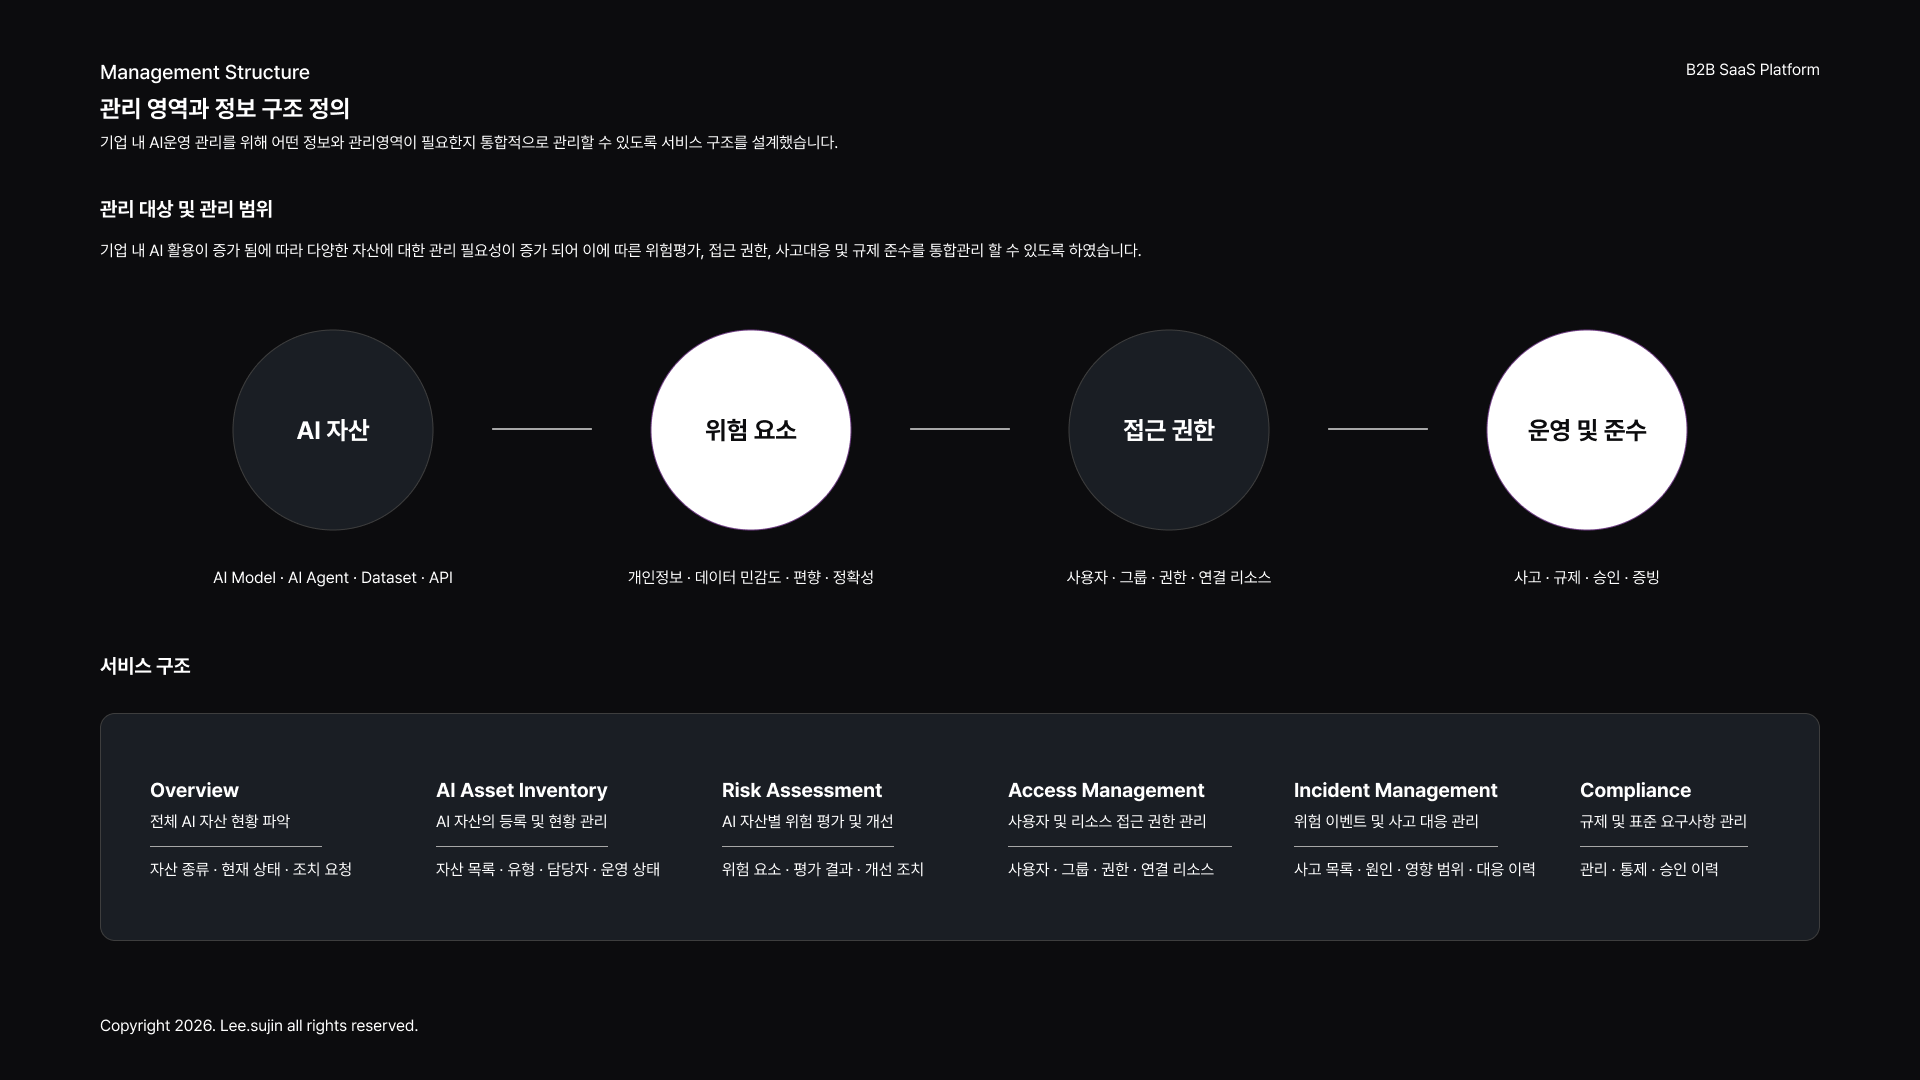 Management Structure
B2B SaaS Platform
관리 영역과 정보 구조 정의
기업 내 AI운영 관리를 위해 어떤 정보와 관리영역이 필요한지 통합적으로 관리할 수 있도록 서비스 구조를 설계했습니다.
관리 대상 및 관리 범위
기업 내 AI 활용이 증가 됨에 따라 다양한 자산에 대한 관리 필요성이 증가 되어 이에 따른 위험평가, 접근 권한, 사고대응 및 규제 준수를 통합관리 할 수 있도록 하였습니다.
AI 자산
위험 요소
접근 권한
운영 및 준수
AI Model · AI Agent · Dataset · API
개인정보 · 데이터 민감도 · 편향 · 정확성
사용자 · 그룹 · 권한 · 연결 리소스
사고 · 규제 · 승인 · 증빙
서비스 구조
Overview
전체 AI 자산 현황 파악
자산 종류 · 현재 상태 · 조치 요청
AI Asset Inventory
AI 자산의 등록 및 현황 관리
자산 목록 · 유형 · 담당자 · 운영 상태
Risk Assessment
AI 자산별 위험 평가 및 개선
위험 요소 · 평가 결과 · 개선 조치
Access Management
사용자 및 리소스 접근 권한 관리
사용자 · 그룹 · 권한 · 연결 리소스
Incident Management
위험 이벤트 및 사고 대응 관리
사고 목록 · 원인 · 영향 범위 · 대응 이력
Compliance
규제 및 표준 요구사항 관리
관리 · 통제 · 승인 이력
Copyright 2026. Lee.sujin all rights reserved.